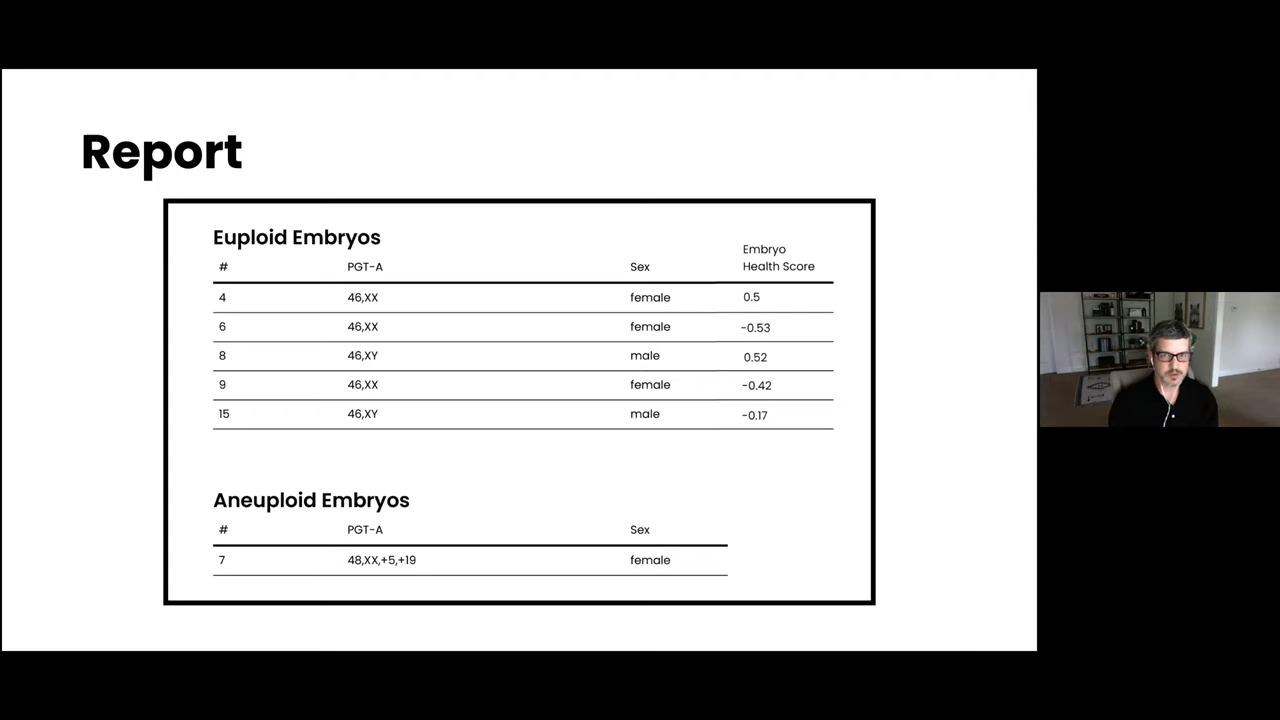 Report
Euploid Embryos
# PGT-A Sex Embryo Health Score
4 46,XX female 0.5
6 46,XX female -0.53
8 46,XY male 0.52
9 46,XX female -0.42
15 46,XY male -0.17
Aneuploid Embryos
# PGT-A Sex
7 48,XX,+5,+19 female